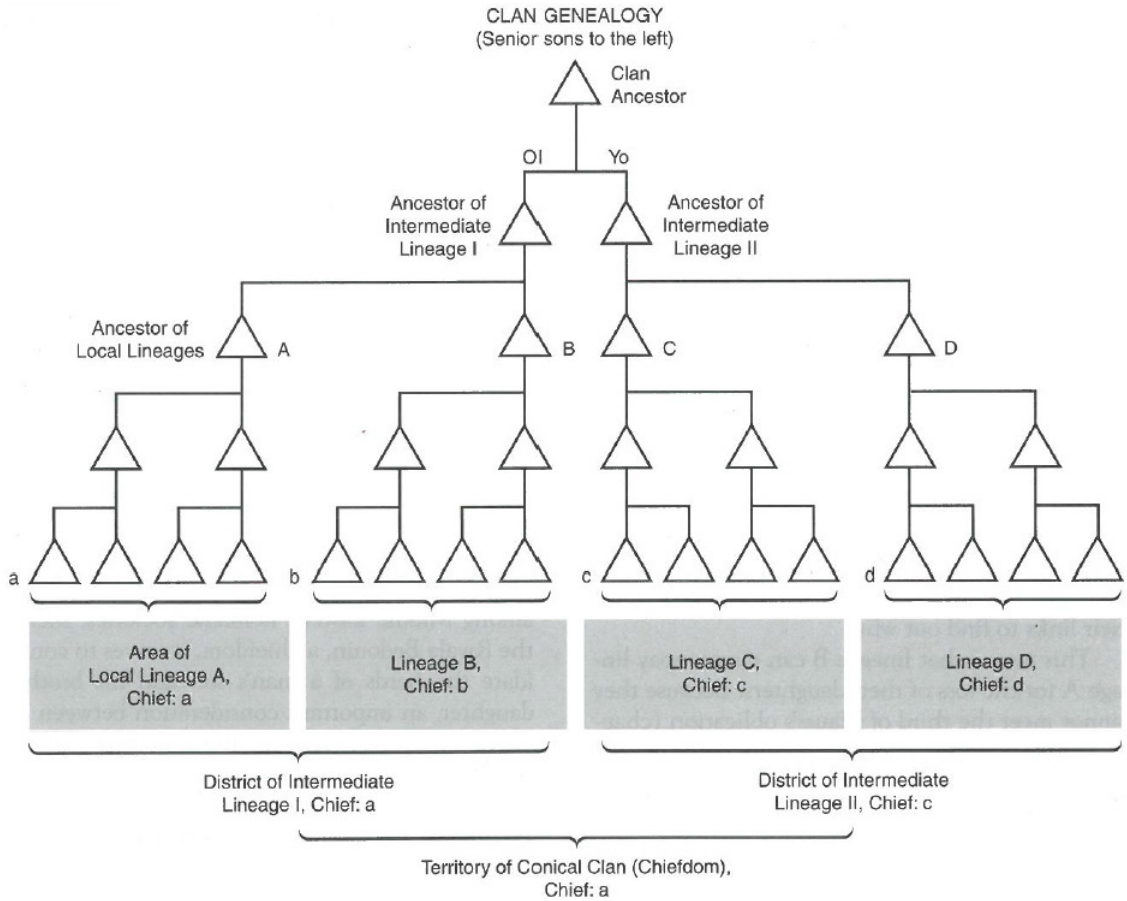 CLAN GENEALOGY
(Senior sons to the left)
Clan
Ancestor
Ol
Yo
Ancestor of
Intermediate
Lineage I
Ancestor of
Intermediate
Lineage II
Ancestor of
Local Lineages
A
B
C
D
a
b
c
d
Area of
Local Lineage A,
Chief: a
Lineage B,
Chief: b
Lineage C,
Chief: c
Lineage D,
Chief: d
District of Intermediate
Lineage I, Chief: a
District of Intermediate
Lineage II, Chief: c
Territory of Conical Clan (Chiefdom),
Chief: a